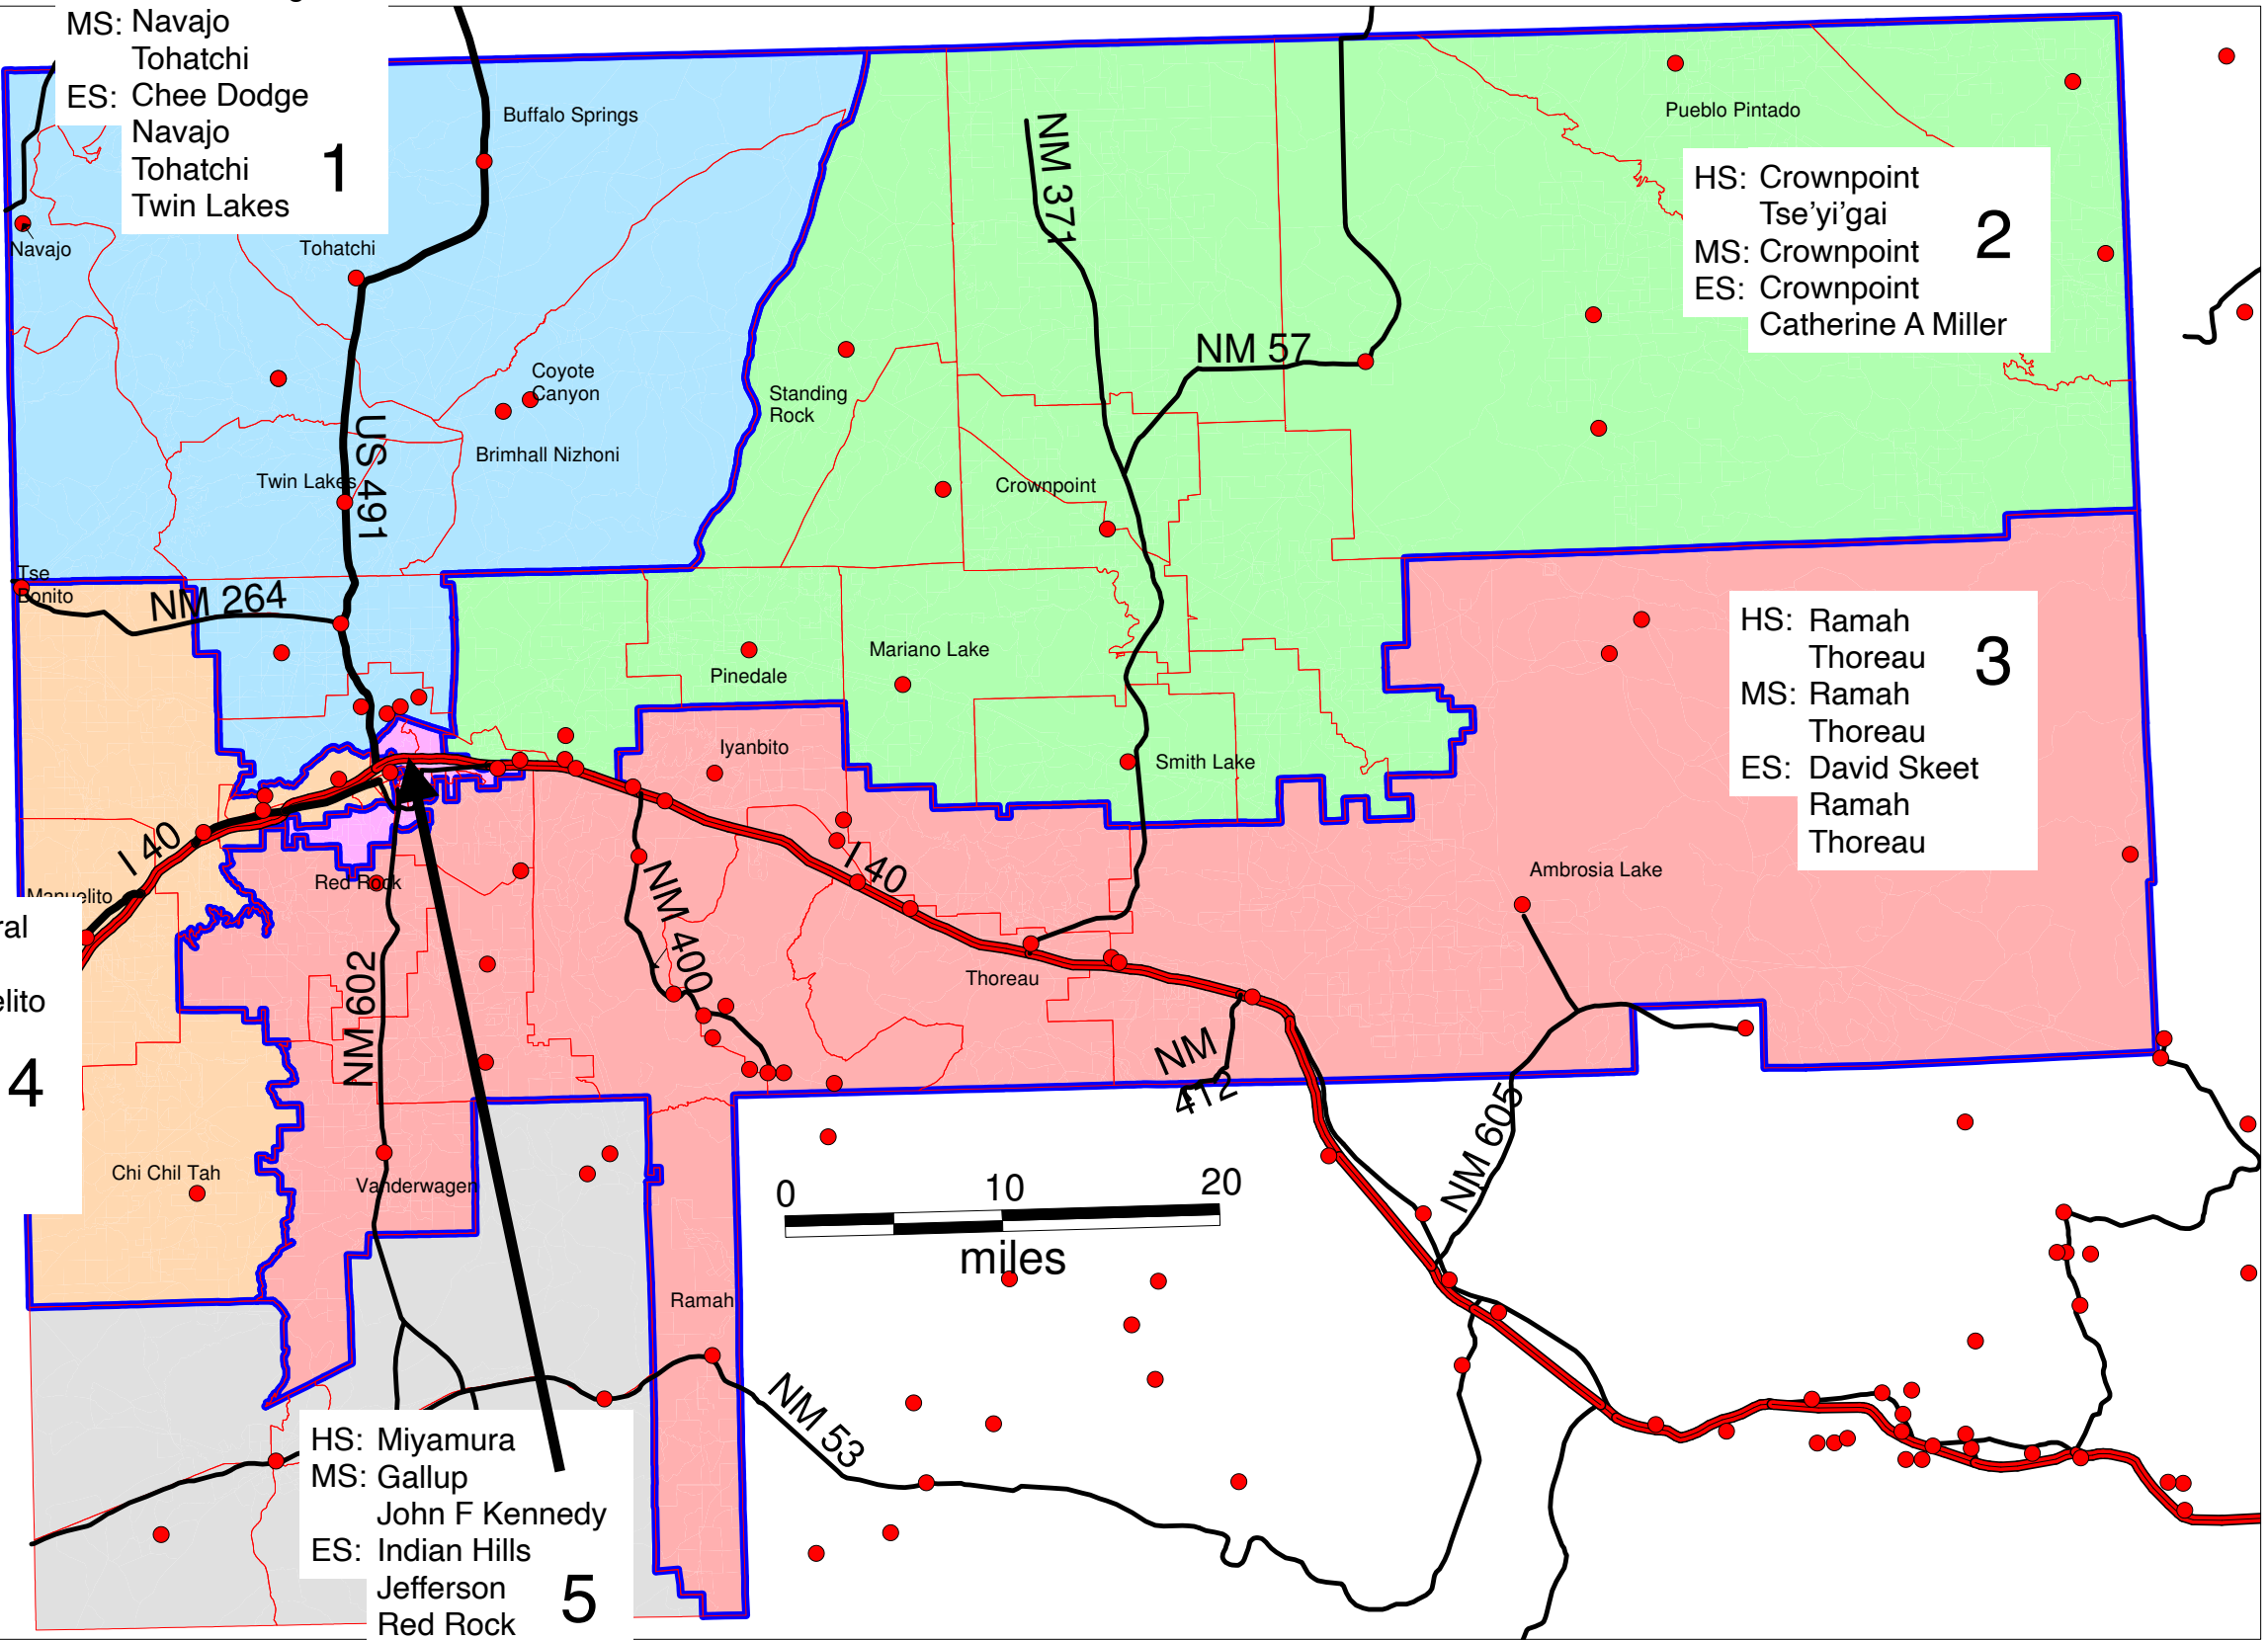 MS: Navajo
Tohatchi
ES: Chee Dodge
Navajo
Tohatchi
Twin Lakes
1
Buffalo Springs
Navajo
Tohatchi
Coyote
Canyon
Brimhall Nizhoni
Twin Lakes
US 491
Tse
Bonito
NM 264
NM 371
NM 57
Pueblo Pintado
HS: Crownpoint
Tse'yi'gai
MS: Crownpoint
ES: Crownpoint
Catherine A Miller
2
Standing
Rock
Crownpoint
Pinedale
Mariano Lake
Smith Lake
Iyanbito
HS: Ramah
Thoreau
MS: Ramah
Thoreau
ES: David Skeet
Ramah
Thoreau
3
Ambrosia Lake
I 40
I 40
Manuelito
Red Rock
NM 400
NM 602
Thoreau
NM
412
NM 605
ral
elito
4
Chi Chil Tah
Vanderwagen
0 10 20
miles
Ramah
NM 53
HS: Miyamura
MS: Gallup
John F Kennedy
ES: Indian Hills
Jefferson
Red Rock
5